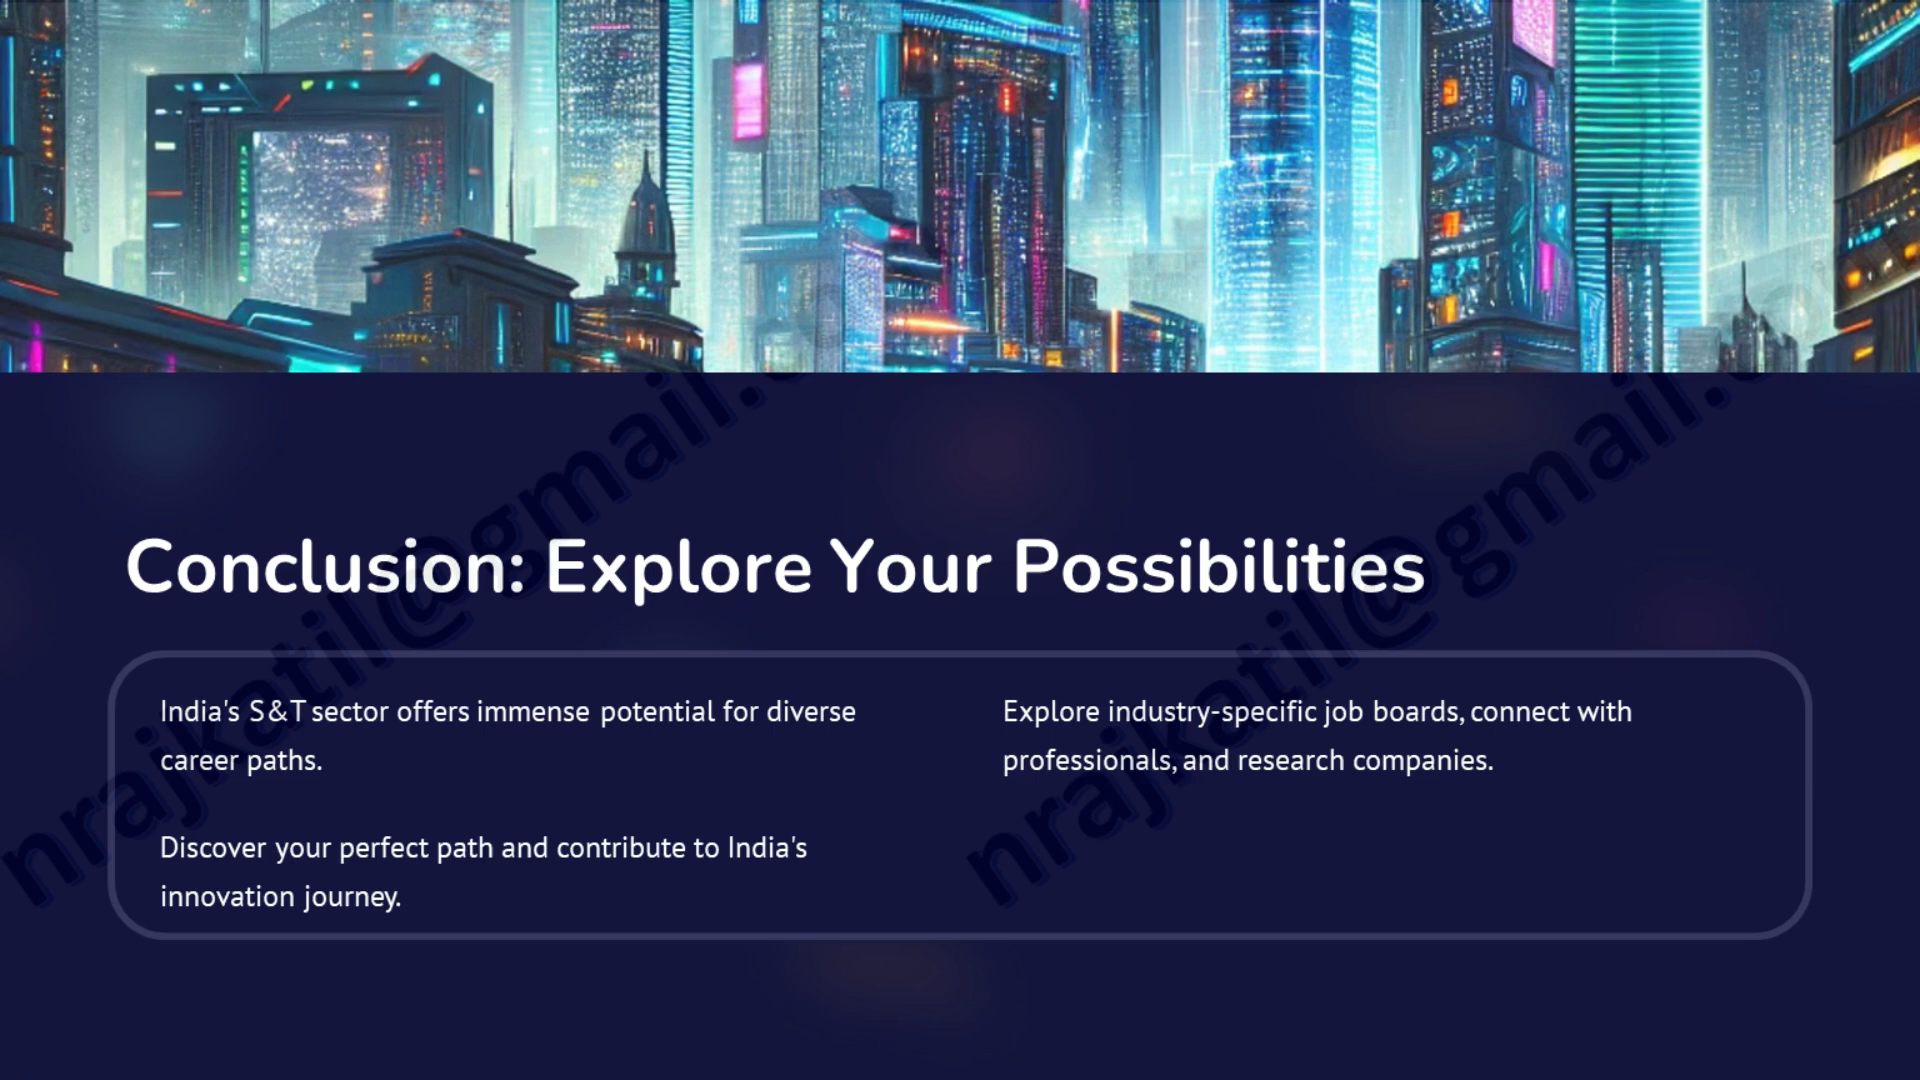 Conclusion: Explore Your Possibilities
India's S&T sector offers immense potential for diverse
career paths.
Discover your perfect path and contribute to India's
innovation journey.
Explore industry-specific job boards, connect with
professionals, and research companies.
nrajkatil@gmail.
nrajkatil@gmail.